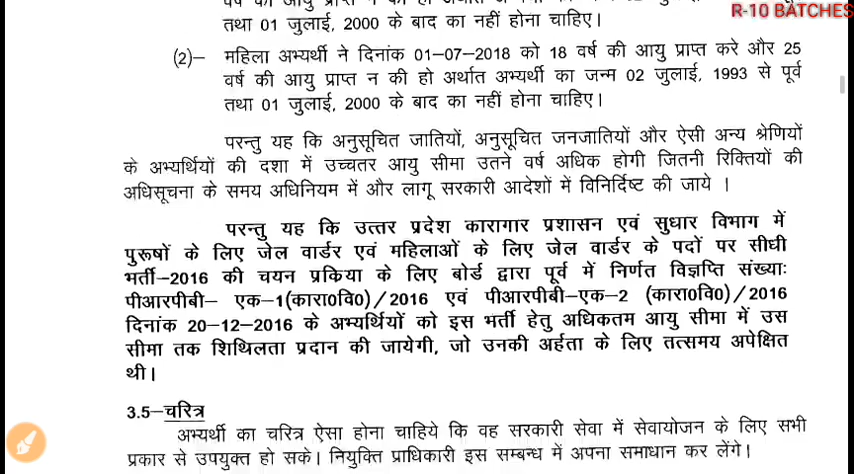 R-10 BATCHES
तथा 01 जुलाई, 2000 के बाद का नहीं होना चाहिए।
(2)– महिला अभ्यर्थी ने दिनांक 01-07-2018 को 18 वर्ष की आयु प्राप्त करे और 25
वर्ष की आयु प्राप्त न की हो अर्थात अभ्यर्थी का जन्म 02 जुलाई, 1993 से पूर्व
तथा 01 जुलाई, 2000 के बाद का नहीं होना चाहिए।
परन्तु यह कि अनुसूचित जातियों, अनुसूचित जनजातियों और ऐसी अन्य श्रेणियों
के अभ्यर्थियों की दशा में उच्चतर आयु सीमा उतने वर्ष अधिक होगी जितनी रिक्तियों की
अधिसूचना के समय अधिनियम में और लागू सरकारी आदेशों में विनिर्दिष्ट की जाये ।
परन्तु यह कि उत्तर प्रदेश कारागार प्रशासन एवं सुधार विभाग में
पुरूषों के लिए जेल वार्डर एवं महिलाओं के लिए जेल वार्डर के पदों पर सीधी
भर्ती–2016 की चयन प्रकिया के लिए बोर्ड द्वारा पूर्व में निर्णत विज्ञप्ति संख्याः
पीआरपीबी– एक–1(कारा0वि0)/2016 एवं पीआरपीबी–एक–2 (कारा0वि0)/2016
दिनांक 20–12–2016 के अभ्यर्थियों को इस भर्ती हेतु अधिकतम आयु सीमा में उस
सीमा तक शिथिलता प्रदान की जायेगी, जो उनकी अर्हता के लिए तत्समय अपेक्षित
थी।
3.5–चरित्र
अभ्यर्थी का चरित्र ऐसा होना चाहिये कि वह सरकारी सेवा में सेवायोजन के लिए सभी
प्रकार से उपयुक्त हो सके। नियुक्ति प्राधिकारी इस सम्बन्ध में अपना समाधान कर लेंगे।